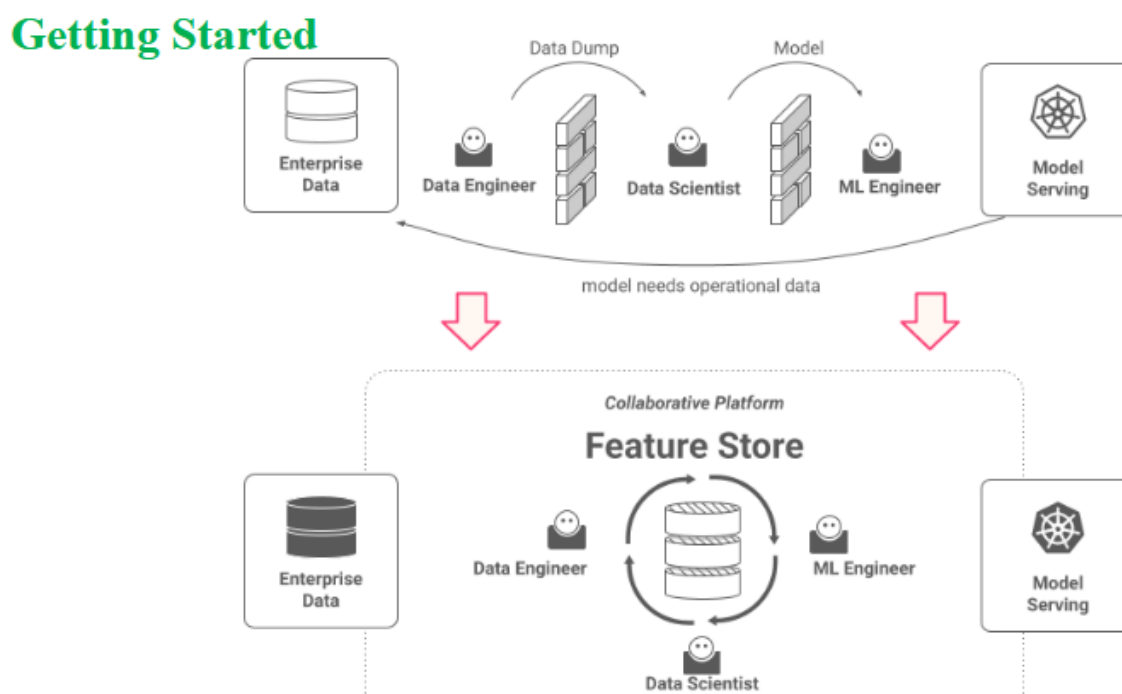 Getting Started
Data Dump
Model
Enterprise
Data
Data Engineer
Data Scientist
ML Engineer
Model
Serving
model needs operational data
Collaborative Platform
Feature Store
Enterprise
Data
Data Engineer
ML Engineer
Model
Serving
Data Scientist